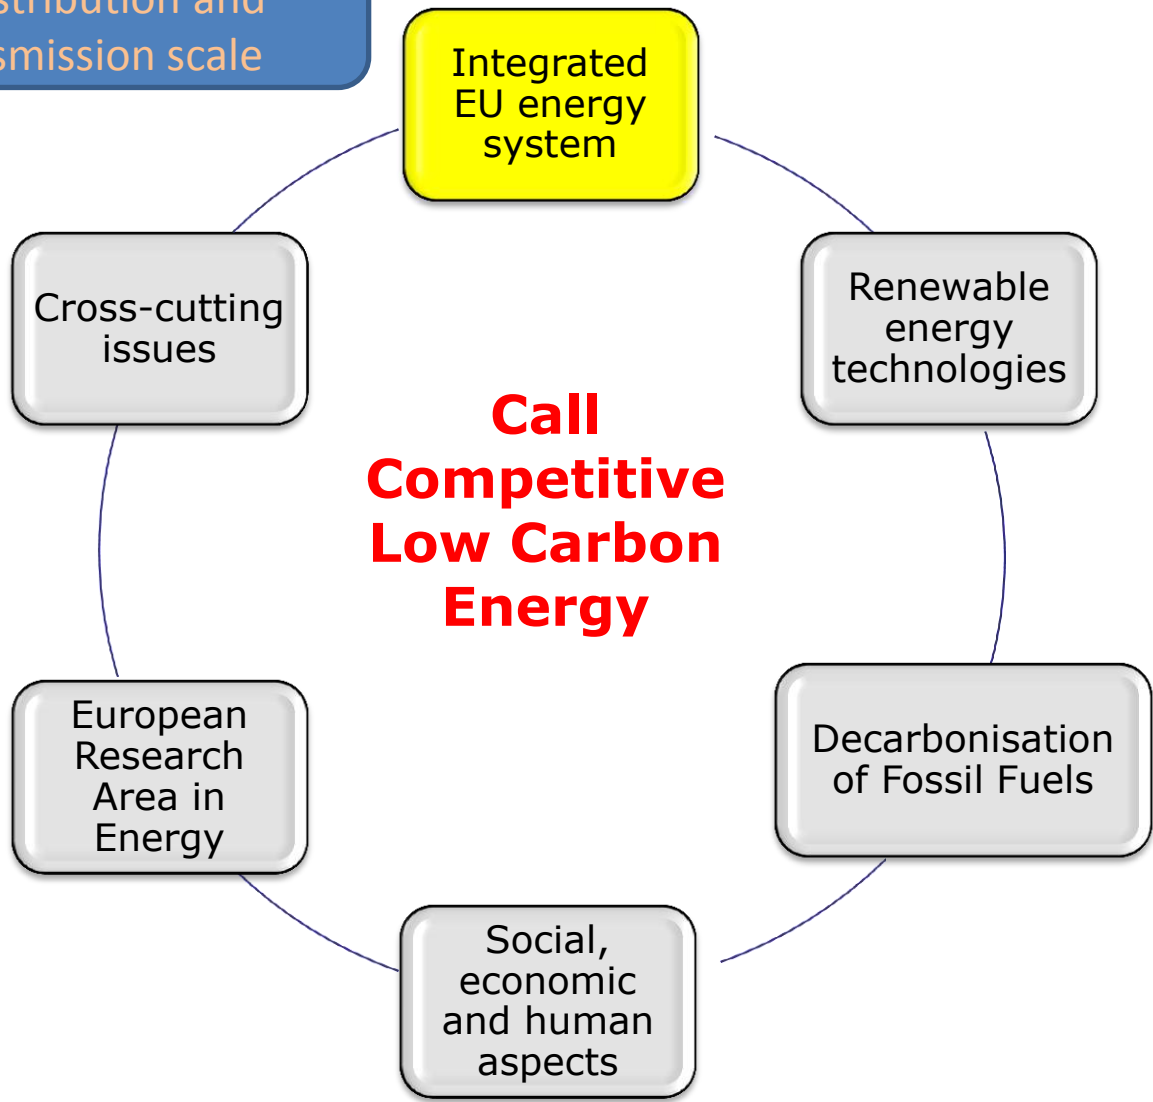 and
scale
Integrated
EU energy
system
Cross-cutting
issues
Renewable
energy
technologies
Call
Competitive
Low Carbon
Energy
European
Research
Area in
Energy
Decarbonisation
of Fossil Fuels
Social,
economic
and human
aspects